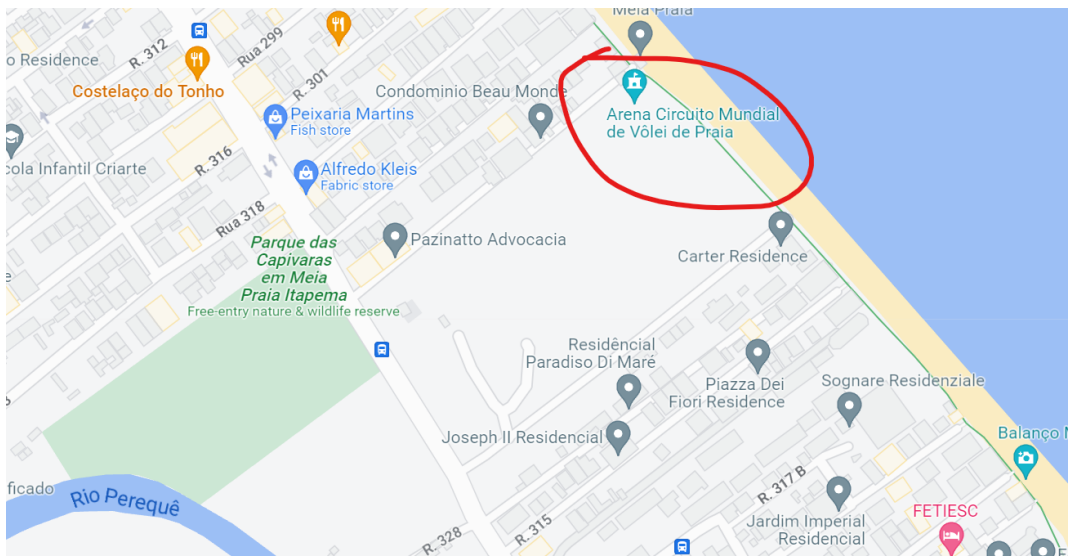 Meia Praia
R. 312
Rua 299
o Residence
R. 301
Costelaço do Tonho
Condominio Beau Monde
Arena Circuito Mundial
de Vôlei de Praia
Peixaria Martins
Fish store
R. 316
cola Infantil Criarte
Alfredo Kleis
Fabric store
Rua 318
Pazinatto Advocacia
Parque das
Capivaras
em Meia
Praia Itapema
Free-entry nature & wildlife reserve
Carter Residence
Residêncial
Paradiso Di Maré
Piazza Dei
Fiori Residence
Sognare Residenziale
Joseph II Residencial
Balanço
R. 317 B
ficado
Rio Perequê
FETIESC
R. 328
R. 315
Jardim Imperial
Residencial